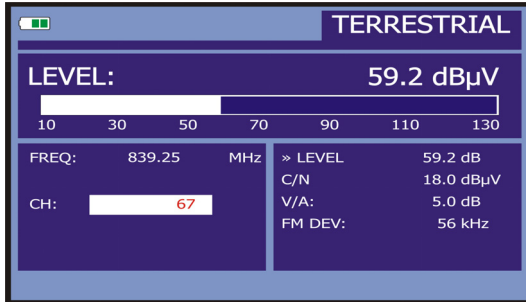 TERRESTRIAL
LEVEL: 59.2 dBµV
10 30 50 70 90 110 130
FREQ: 839.25 MHz
CH: 67
» LEVEL 59.2 dB
C/N 18.0 dBµV
V/A: 5.0 dB
FM DEV: 56 kHz